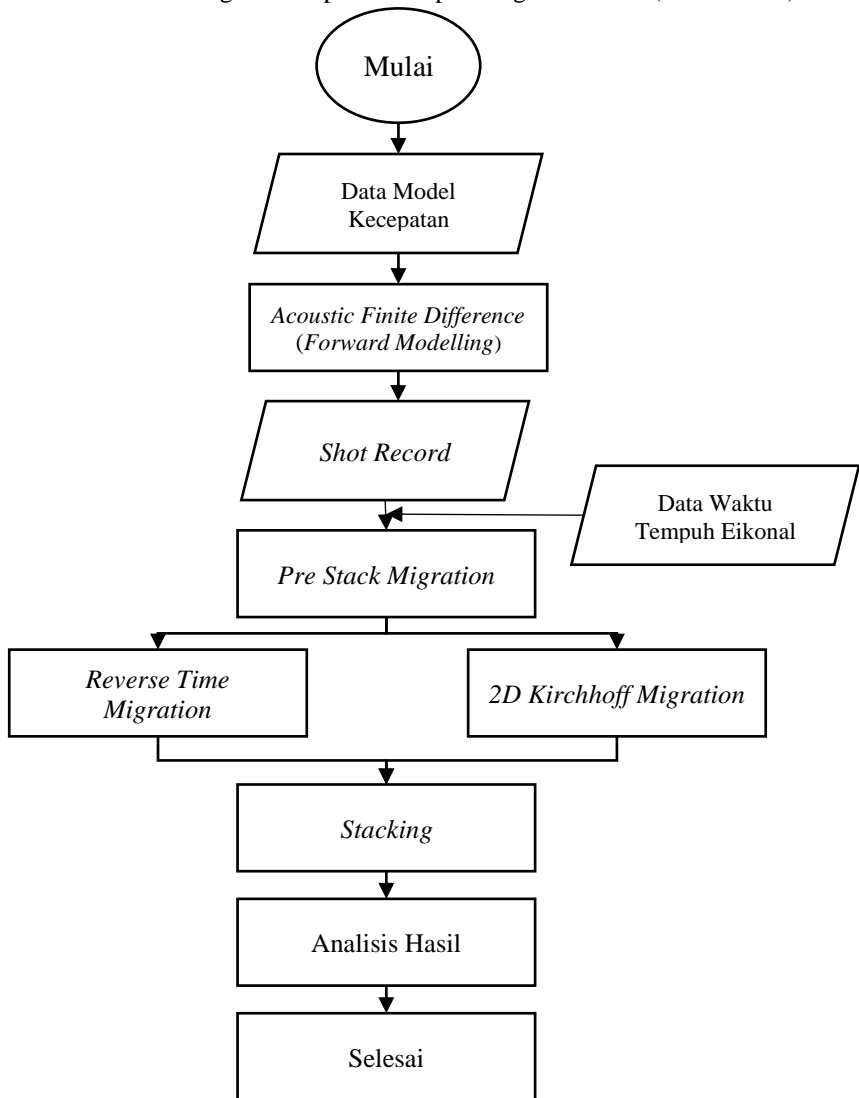 Mulai
Data Model
Kecepatan
Acoustic Finite Difference
(Forward Modelling)
Shot Record
Data Waktu
Tempuh Eikonal
Pre Stack Migration
Reverse Time
Migration
2D Kirchhoff Migration
Stacking
Analisis Hasil
Selesai